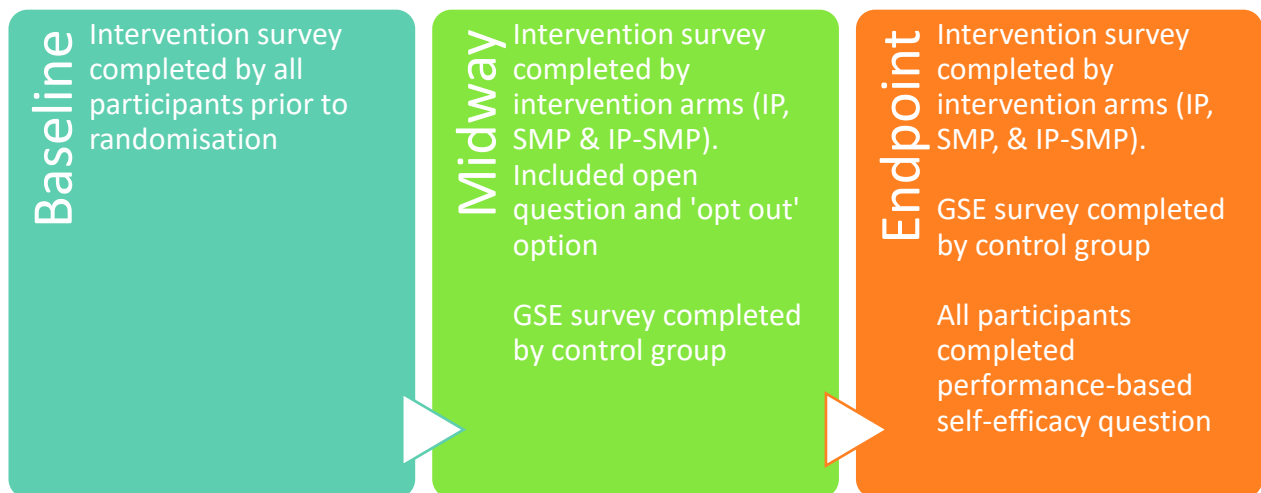 Baseline
Intervention survey
completed by all
participants prior to
randomisation
Midway
Intervention survey
completed by
intervention arms (IP,
SMP & IP-SMP).
Included open
question and 'opt out'
option
GSE survey completed
by control group
Endpoint
Intervention survey
completed by
intervention arms (IP,
SMP, & IP-SMP).
GSE survey completed
by control group
All participants
completed
performance-based
self-efficacy question